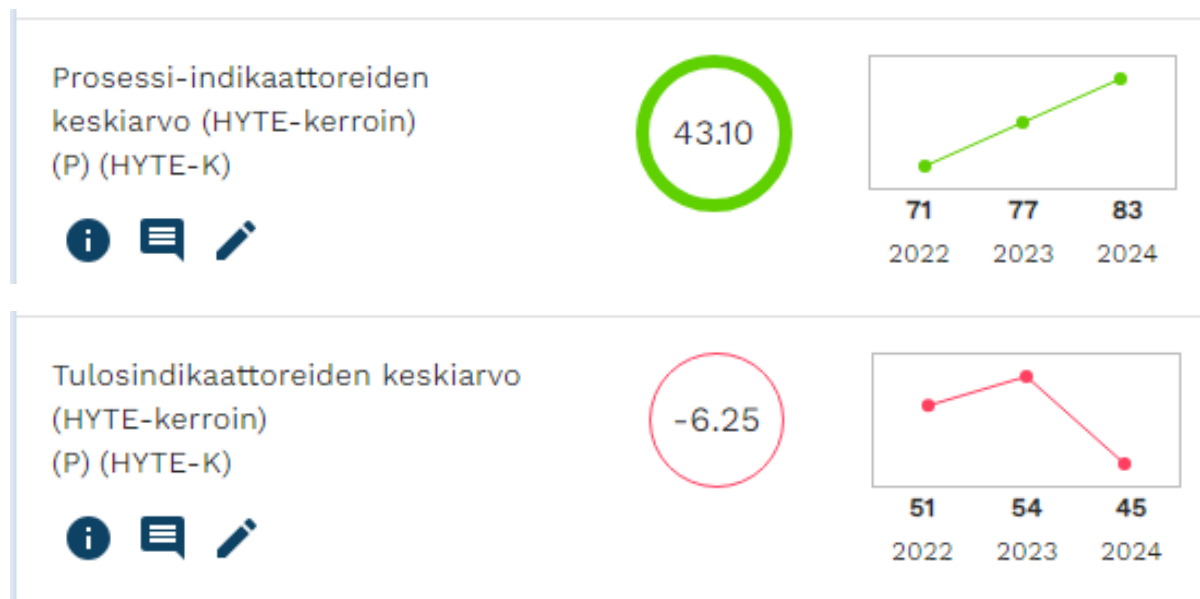 Prosessi-indikaattoreiden
keskiarvo (HYTE-kerroin)
(P) (HYTE-K)
43.10
71 77 83
2022 2023 2024
Tulosindikaattoreiden keskiarvo
(HYTE-kerroin)
(P) (HYTE-K)
-6.25
51 54 45
2022 2023 2024